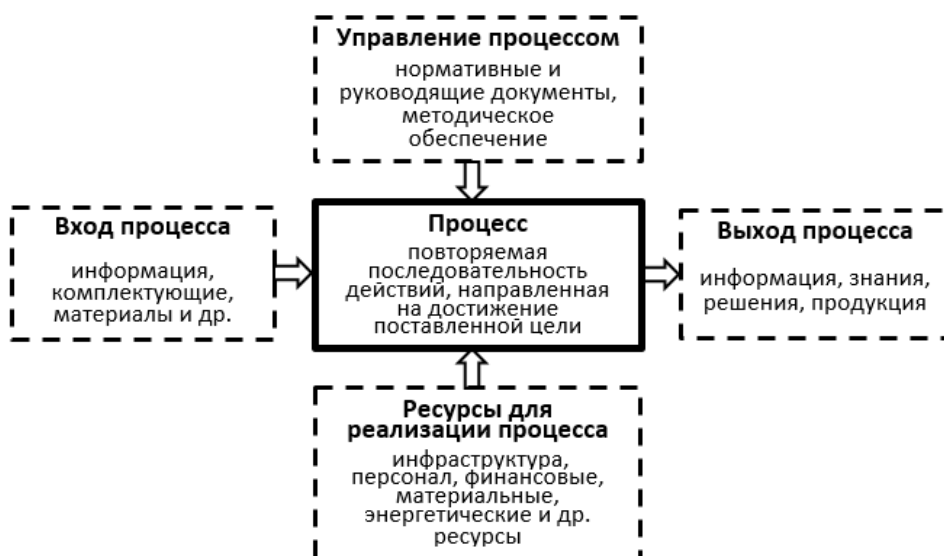 Управление процессом
нормативные и
руководящие документы,
методическое
обеспечение
Вход процесса
информация,
комплектующие,
материалы и др.
Процесс
повторяемая
последовательность
действий, направленная
на достижение
поставленной цели
Выход процесса
информация, знания,
решения, продукция
Ресурсы для
реализации процесса
инфраструктура,
персонал, финансовые,
материальные,
энергетические и др.
ресурсы